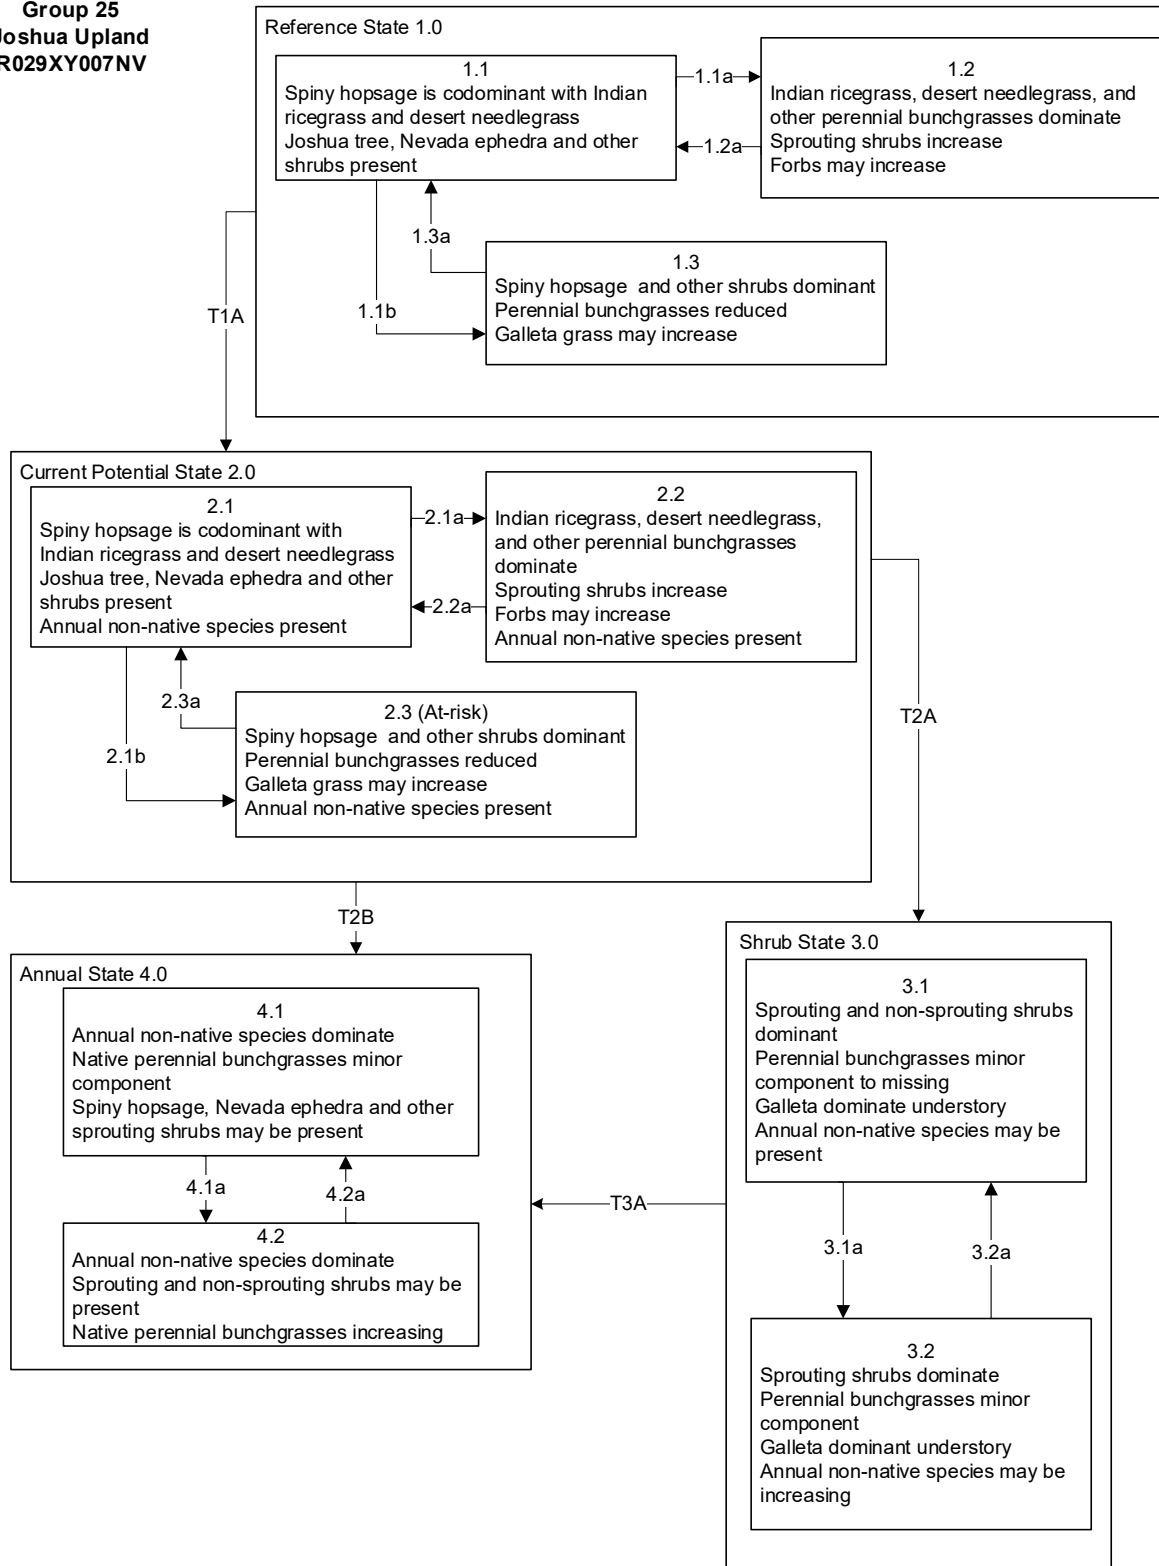 Group 25
Joshua Upland
R029XY007NV
Reference State 1.0
1.1
Spiny hopsage is codominant with Indian
ricegrass and desert needlegrass
Joshua tree, Nevada ephedra and other
shrubs present
1.1a
1.2a
1.2
Indian ricegrass, desert needlegrass, and
other perennial bunchgrasses dominate
Sprouting shrubs increase
Forbs may increase
1.3a
1.1b
1.3
Spiny hopsage and other shrubs dominant
Perennial bunchgrasses reduced
Galleta grass may increase
T1A
Current Potential State 2.0
2.1
Spiny hopsage is codominant with
Indian ricegrass and desert needlegrass
Joshua tree, Nevada ephedra and other
shrubs present
Annual non-native species present
2.1a
2.2a
2.2
Indian ricegrass, desert needlegrass,
and other perennial bunchgrasses
dominate
Sprouting shrubs increase
Forbs may increase
Annual non-native species present
2.3a
2.1b
2.3 (At-risk)
Spiny hopsage and other shrubs dominant
Perennial bunchgrasses reduced
Galleta grass may increase
Annual non-native species present
T2A
T2B
Annual State 4.0
4.1
Annual non-native species dominate
Native perennial bunchgrasses minor
component
Spiny hopsage, Nevada ephedra and other
sprouting shrubs may be present
4.1a
4.2a
4.2
Annual non-native species dominate
Sprouting and non-sprouting shrubs may be
present
Native perennial bunchgrasses increasing
T3A
Shrub State 3.0
3.1
Sprouting and non-sprouting shrubs
dominant
Perennial bunchgrasses minor
component to missing
Galleta dominate understory
Annual non-native species may be
present
3.1a
3.2a
3.2
Sprouting shrubs dominate
Perennial bunchgrasses minor
component
Galleta dominant understory
Annual non-native species may be
increasing